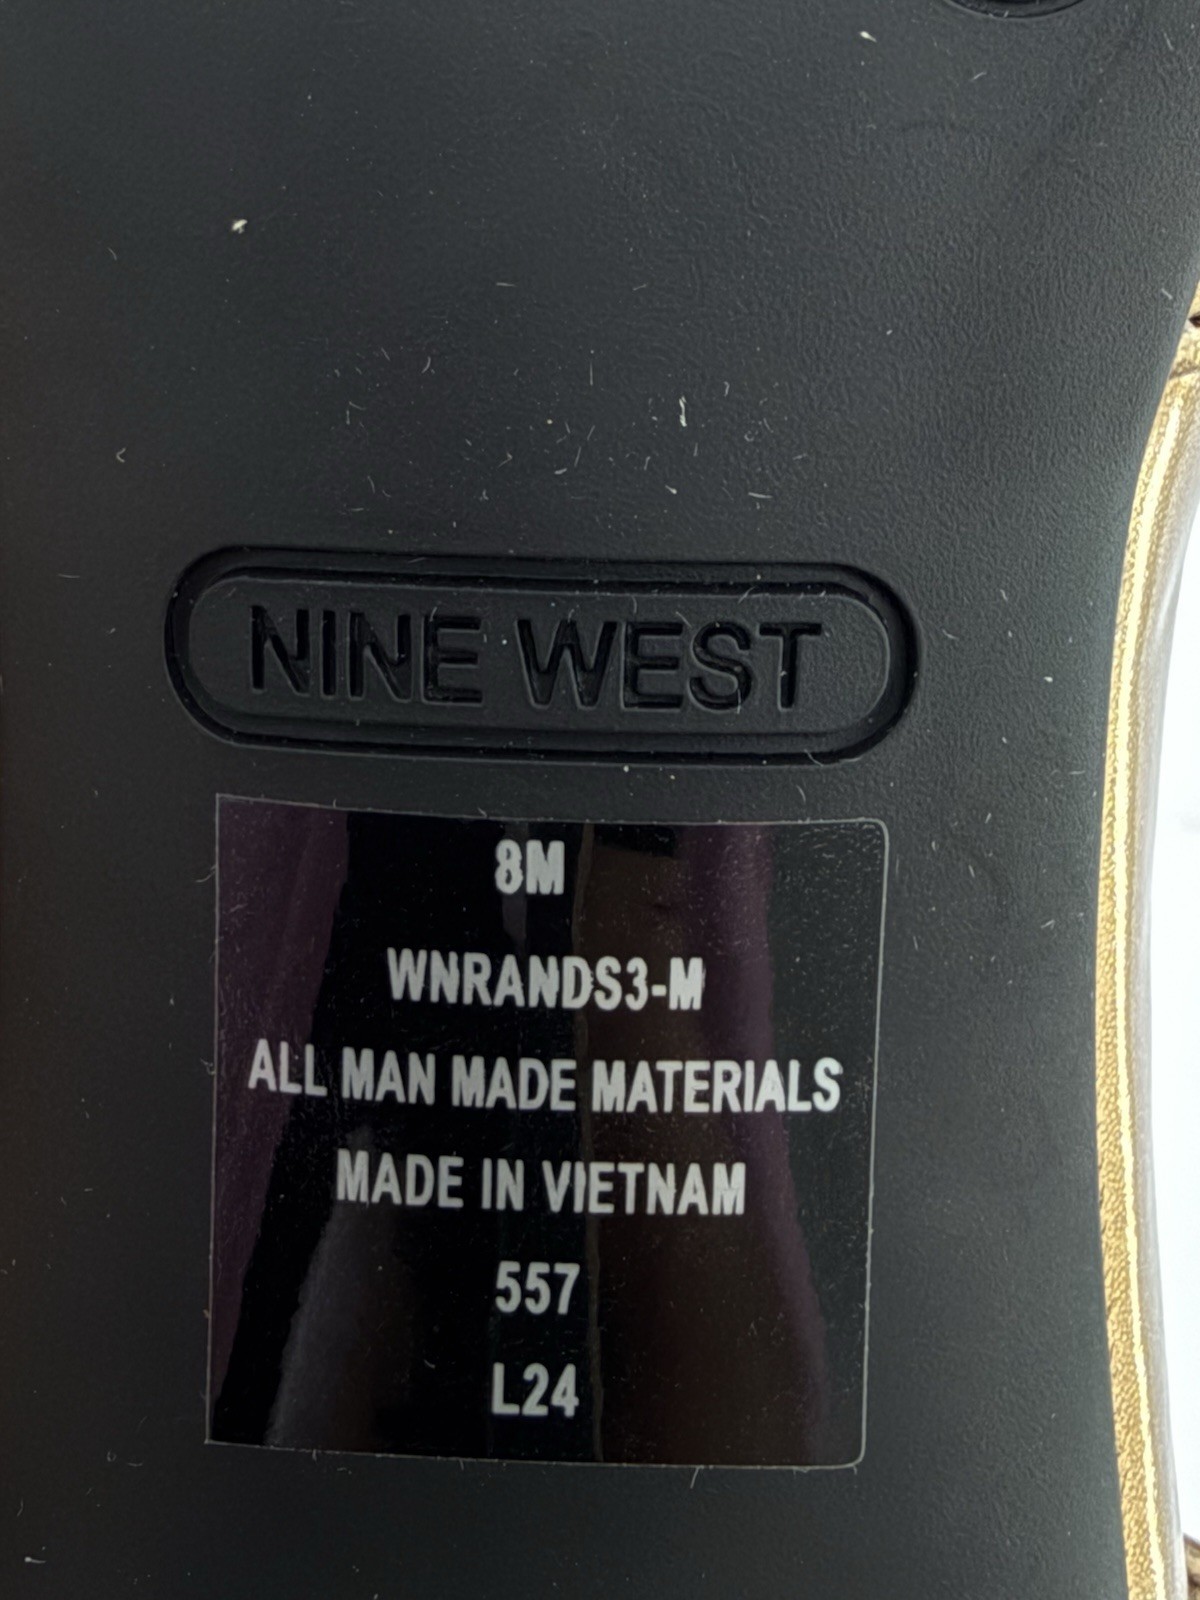 NINE WEST
8M
WNRANDS3-M
ALL MAN MADE MATERIALS
MADE IN VIETNAM
557
L24